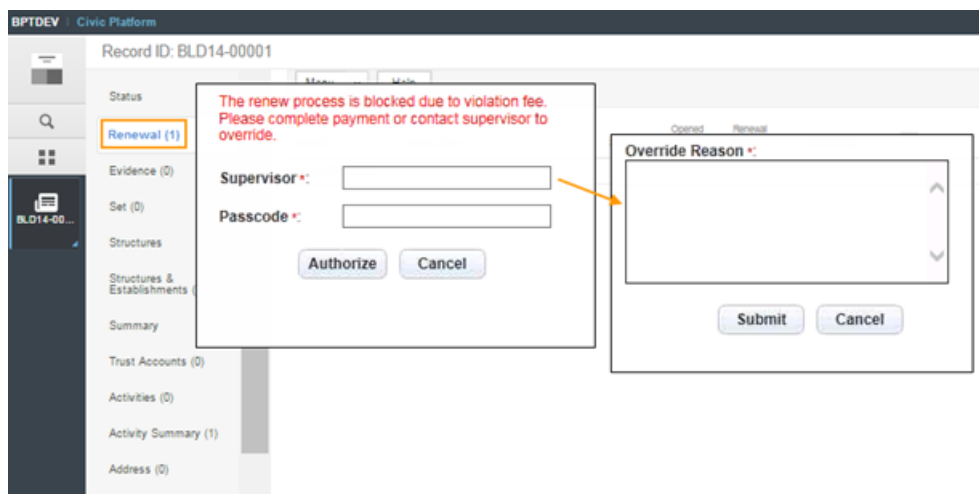 BPTDEV | Civic Platform
Record ID: BLD14-00001
Menu Help
Status
Renewal (1)
Evidence (0)
Set (0)
Structures
Structures &
Establishments (
Summary
Trust Accounts (0)
Activities (0)
Activity Summary (1)
Address (0)
BLD14-00...
The renew process is blocked due to violation fee.
Please complete payment or contact supervisor to
override.
Supervisor *:
Passcode *:
Authorize Cancel
Opened Renewal
Override Reason *:
Submit Cancel